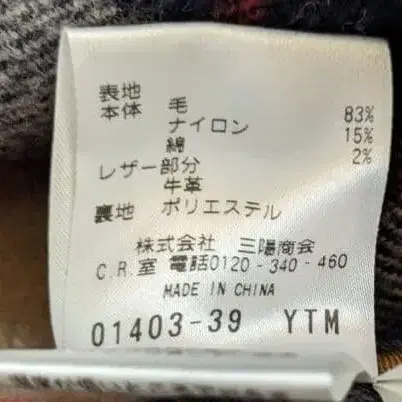 表地
本体 毛 83%
ナイロン 15%
綿 2%
レザー部分
牛革
裏地 ポリエステル
株式会社 三陽商会
C.R.室 電話0120-340-460
MADE IN CHINA
01403-39 YTM